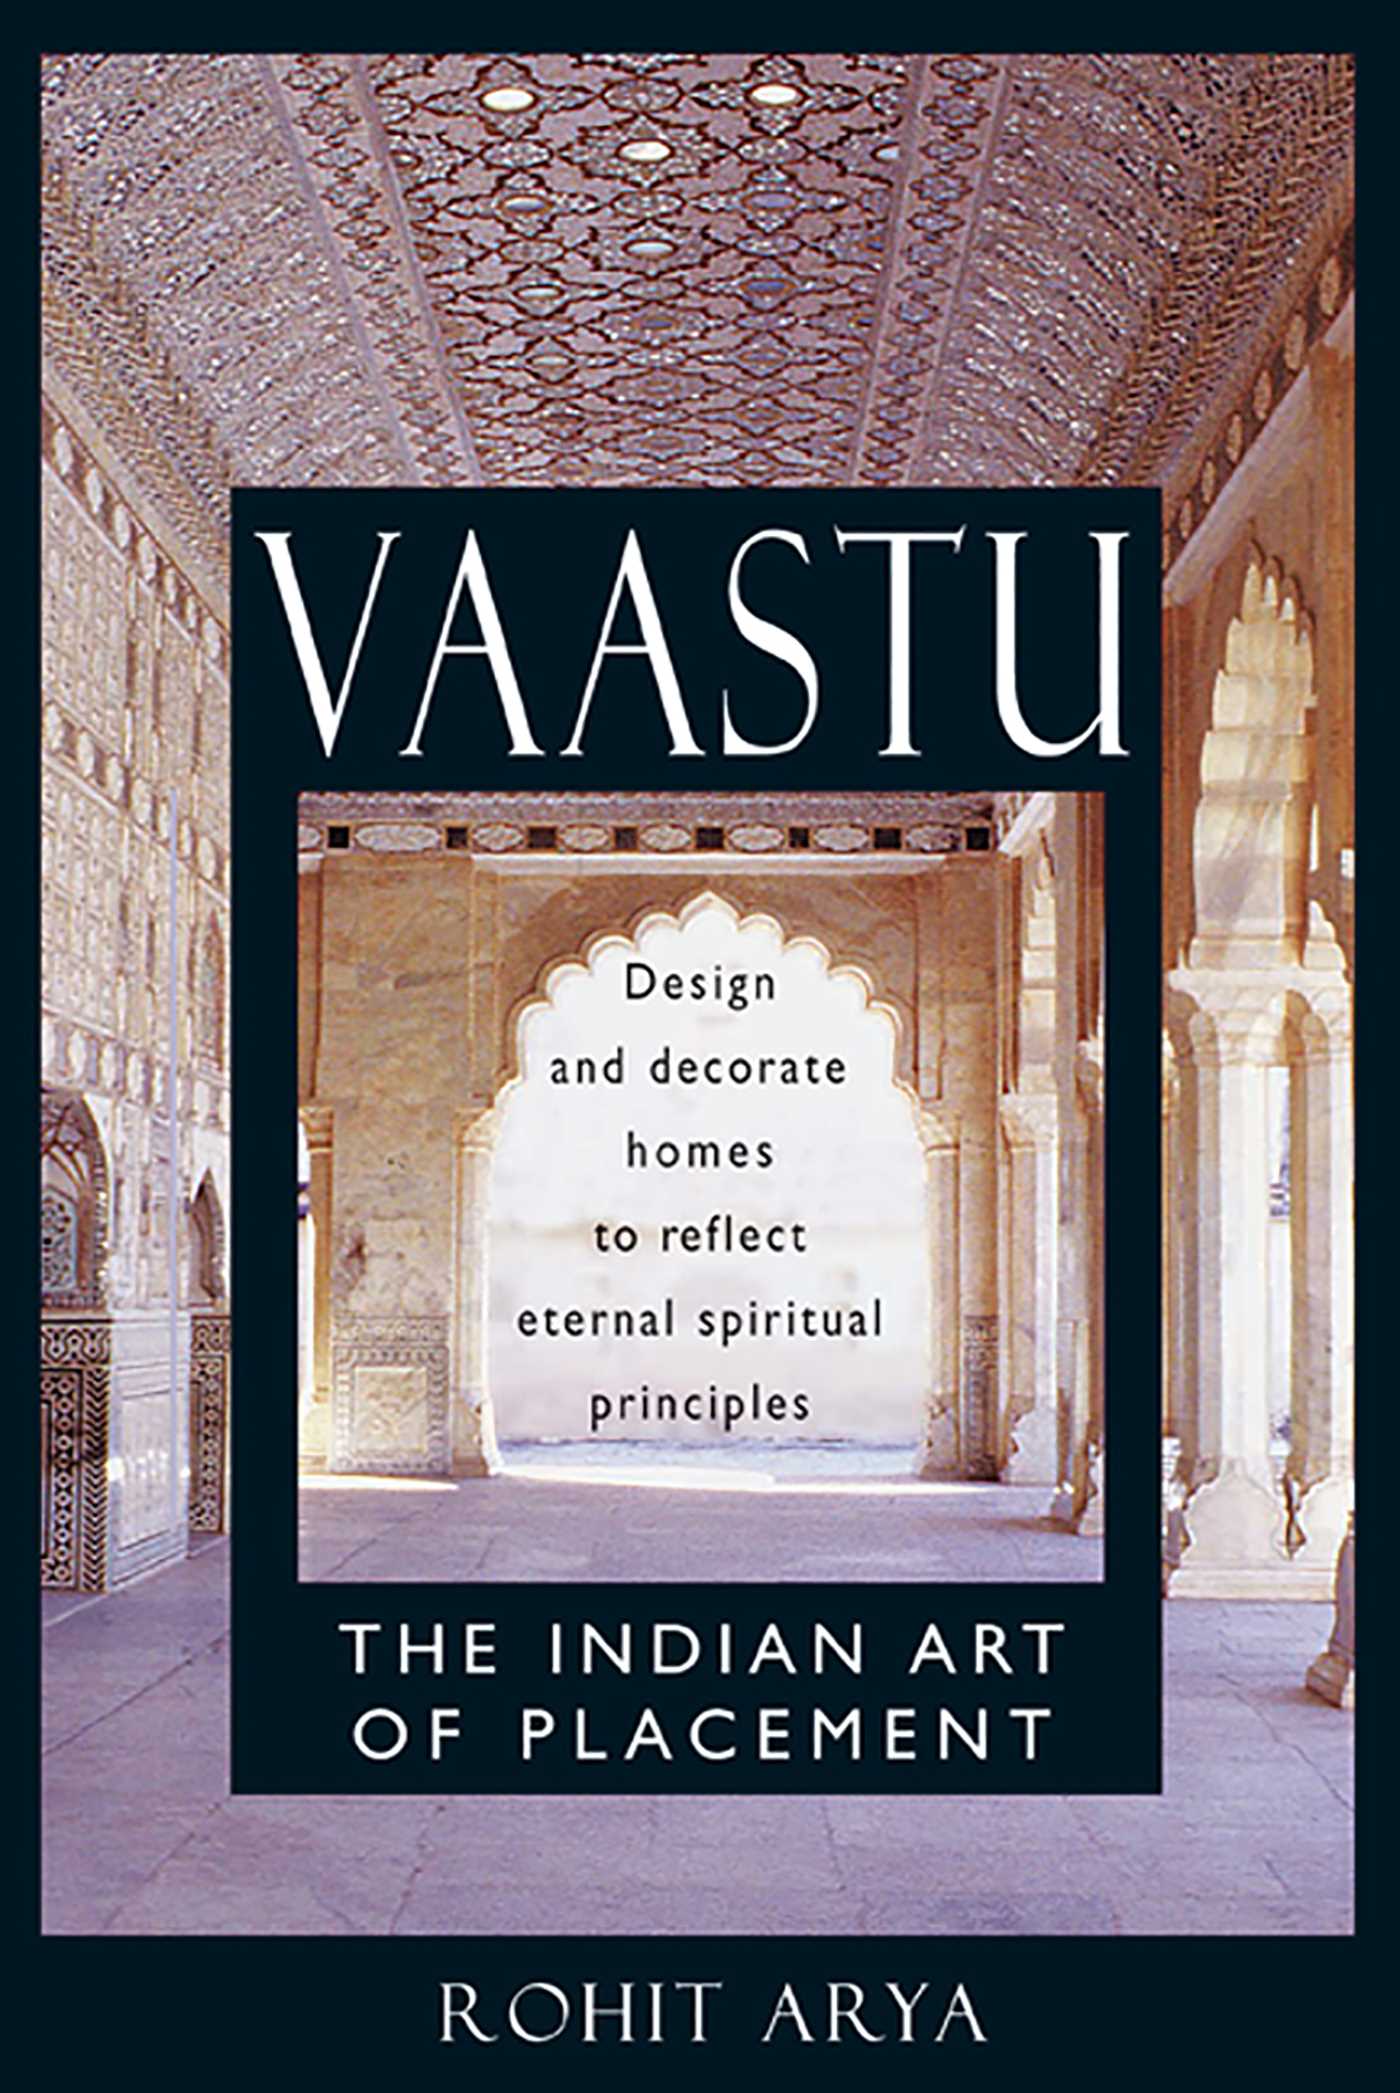 VAASTU
Design
and decorate
homes
to reflect
eternal spiritual
principles
THE INDIAN ART
OF PLACEMENT
ROHIT ARYA